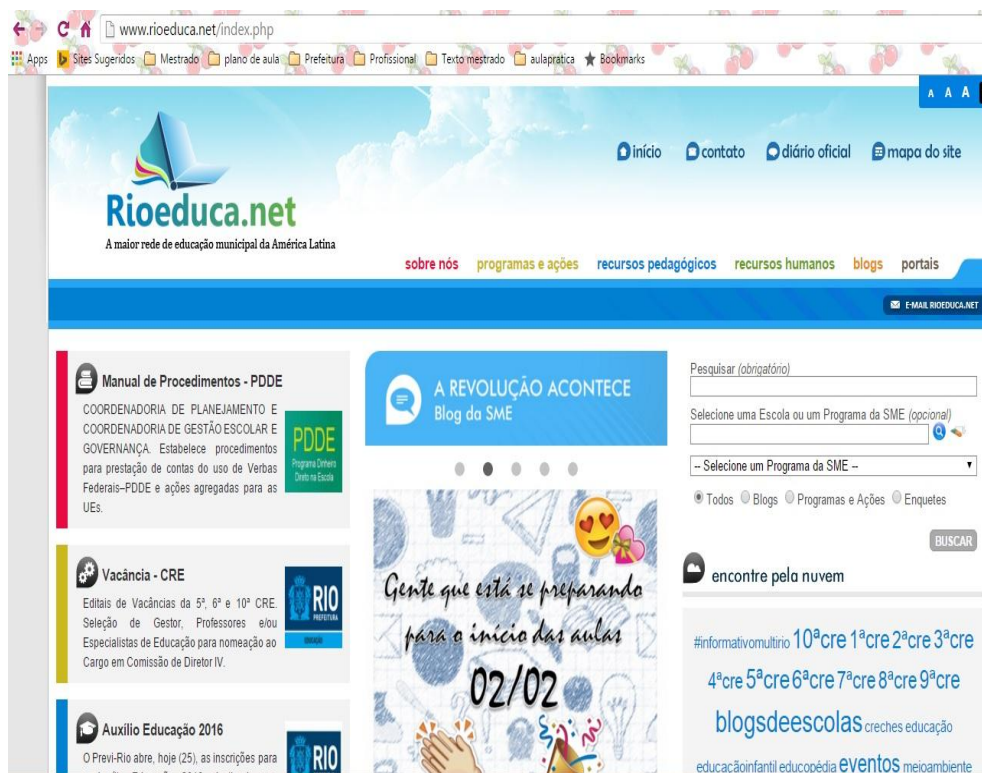 www.rioeduca.net/index.php
Apps Sites Sugeridos Mestrado plano de aula Prefeitura Profissional Texto mestrado aulapratica Bookmarks
A A A
início contato diário oficial mapa do site
Rioeduca.net
A maior rede de educação municipal da América Latina
sobre nós programas e ações recursos pedagógicos recursos humanos blogs portais
E-MAIL RIOEDUCA.NET
Manual de Procedimentos - PDDE
COORDENADORIA DE PLANEJAMENTO E
COORDENADORIA DE GESTÃO ESCOLAR E
GOVERNANÇA. Estabelece procedimentos
para prestação de contas do uso de Verbas
Federais–PDDE e ações agregadas para as
UEs.
PDDE
Programa Dinheiro
Direto na Escola
Vacância - CRE
Editais de Vacâncias da 5ª, 6ª e 10ª CRE.
Seleção de Gestor, Professores e/ou
Especialistas de Educação para nomeação ao
Cargo em Comissão de Diretor IV.
RIO
PREFEITURA
EDUCAÇÃO
Auxílio Educação 2016
O Previ-Rio abre, hoje (25), as inscrições para
RIO
A REVOLUÇÃO ACONTECE
Blog da SME
Gente que está se preparando
para o início das aulas
02/02
Pesquisar (obrigatório)
Selecione uma Escola ou um Programa da SME (opcional)
-- Selecione um Programa da SME --
Todos Blogs Programas e Ações Enquetes
BUSCAR
encontre pela nuvem
#informativomultirio 10ªcre 1ªcre 2ªcre 3ªcre
4ªcre 5ªcre 6ªcre 7ªcre 8ªcre 9ªcre
blogsdeescolas creches educação
educaçãoinfantil educopédia eventos meioambiente